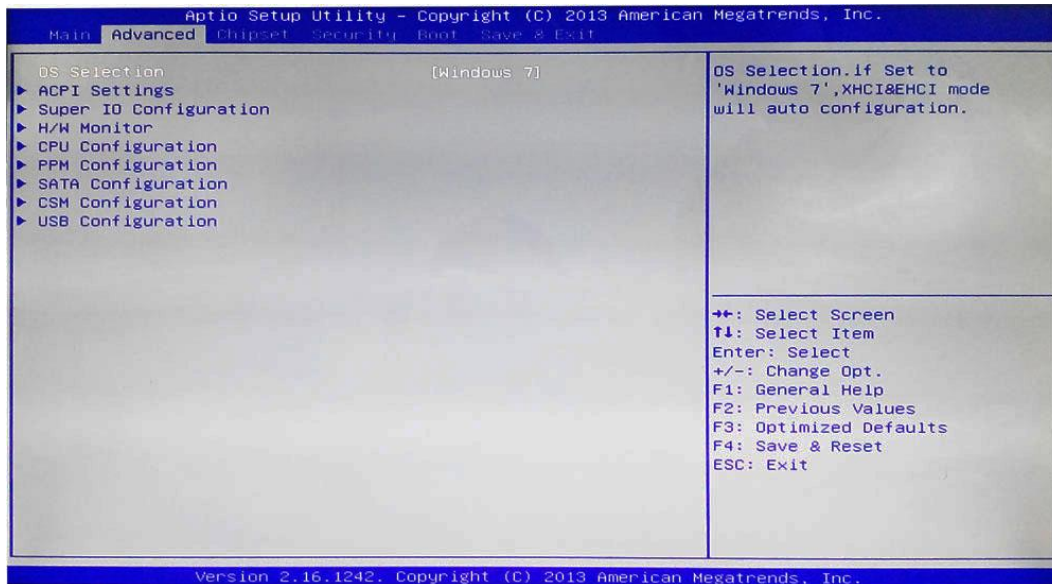 Aptio Setup Utility – Copyright (C) 2013 American Megatrends, Inc.
Main Advanced Chipset Security Boot Save & Exit
OS Selection [Windows 7]
► ACPI Settings
► Super IO Configuration
► H/W Monitor
► CPU Configuration
► PPM Configuration
► SATA Configuration
► CSM Configuration
► USB Configuration
OS Selection.if Set to
'Windows 7',XHCI&EHCI mode
will auto configuration.
→←: Select Screen
↑↓: Select Item
Enter: Select
+/-: Change Opt.
F1: General Help
F2: Previous Values
F3: Optimized Defaults
F4: Save & Reset
ESC: Exit
Version 2.16.1242. Copyright (C) 2013 American Megatrends, Inc.